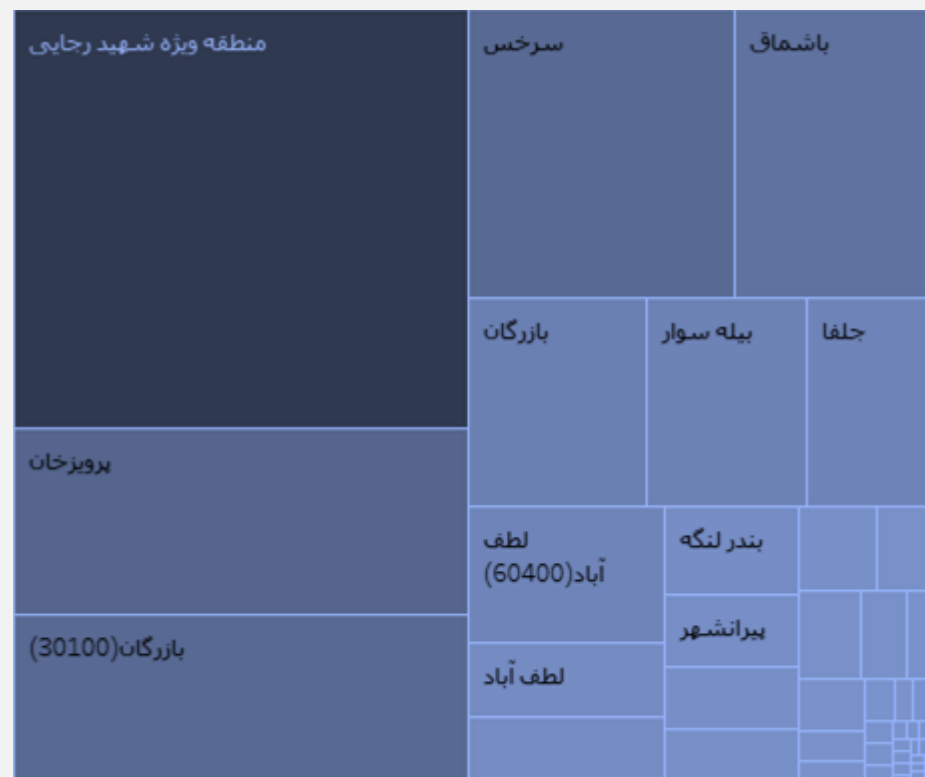 منطقه ویژه شهید رجایی
سرخس
باشماق
بازرگان
بیله سوار
جلفا
پرویزخان
لطف
آباد(60400)
بندر لنگه
پیرانشهر
بازرگان(30100)
لطف آباد